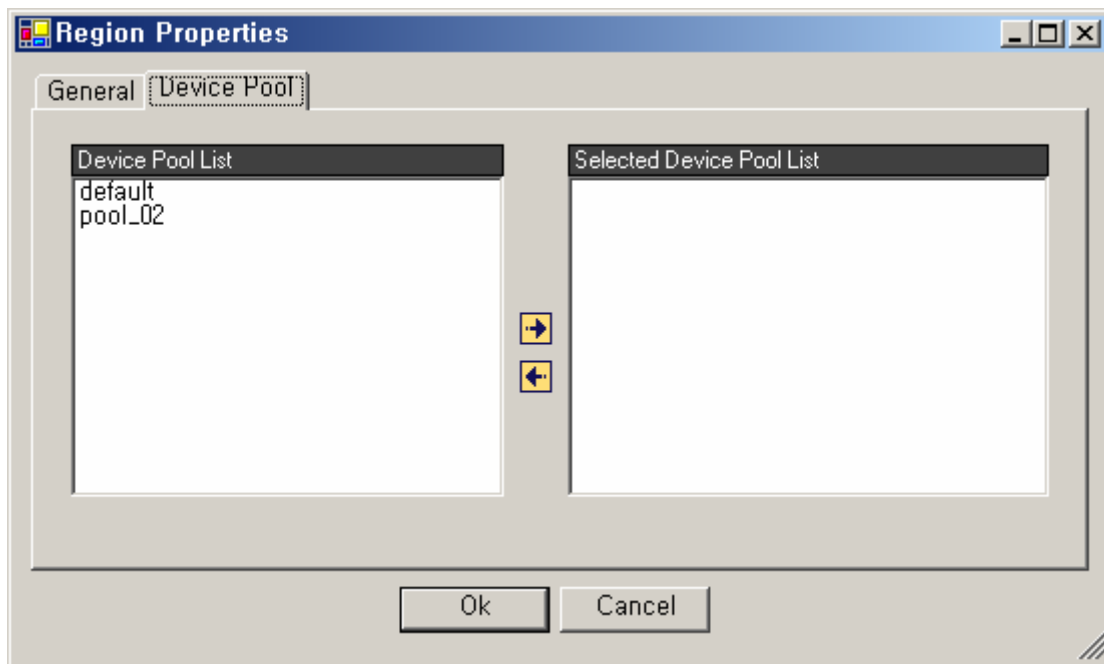 Region Properties
General Device Pool
Device Pool List Selected Device Pool List
default
pool_02
Ok Cancel